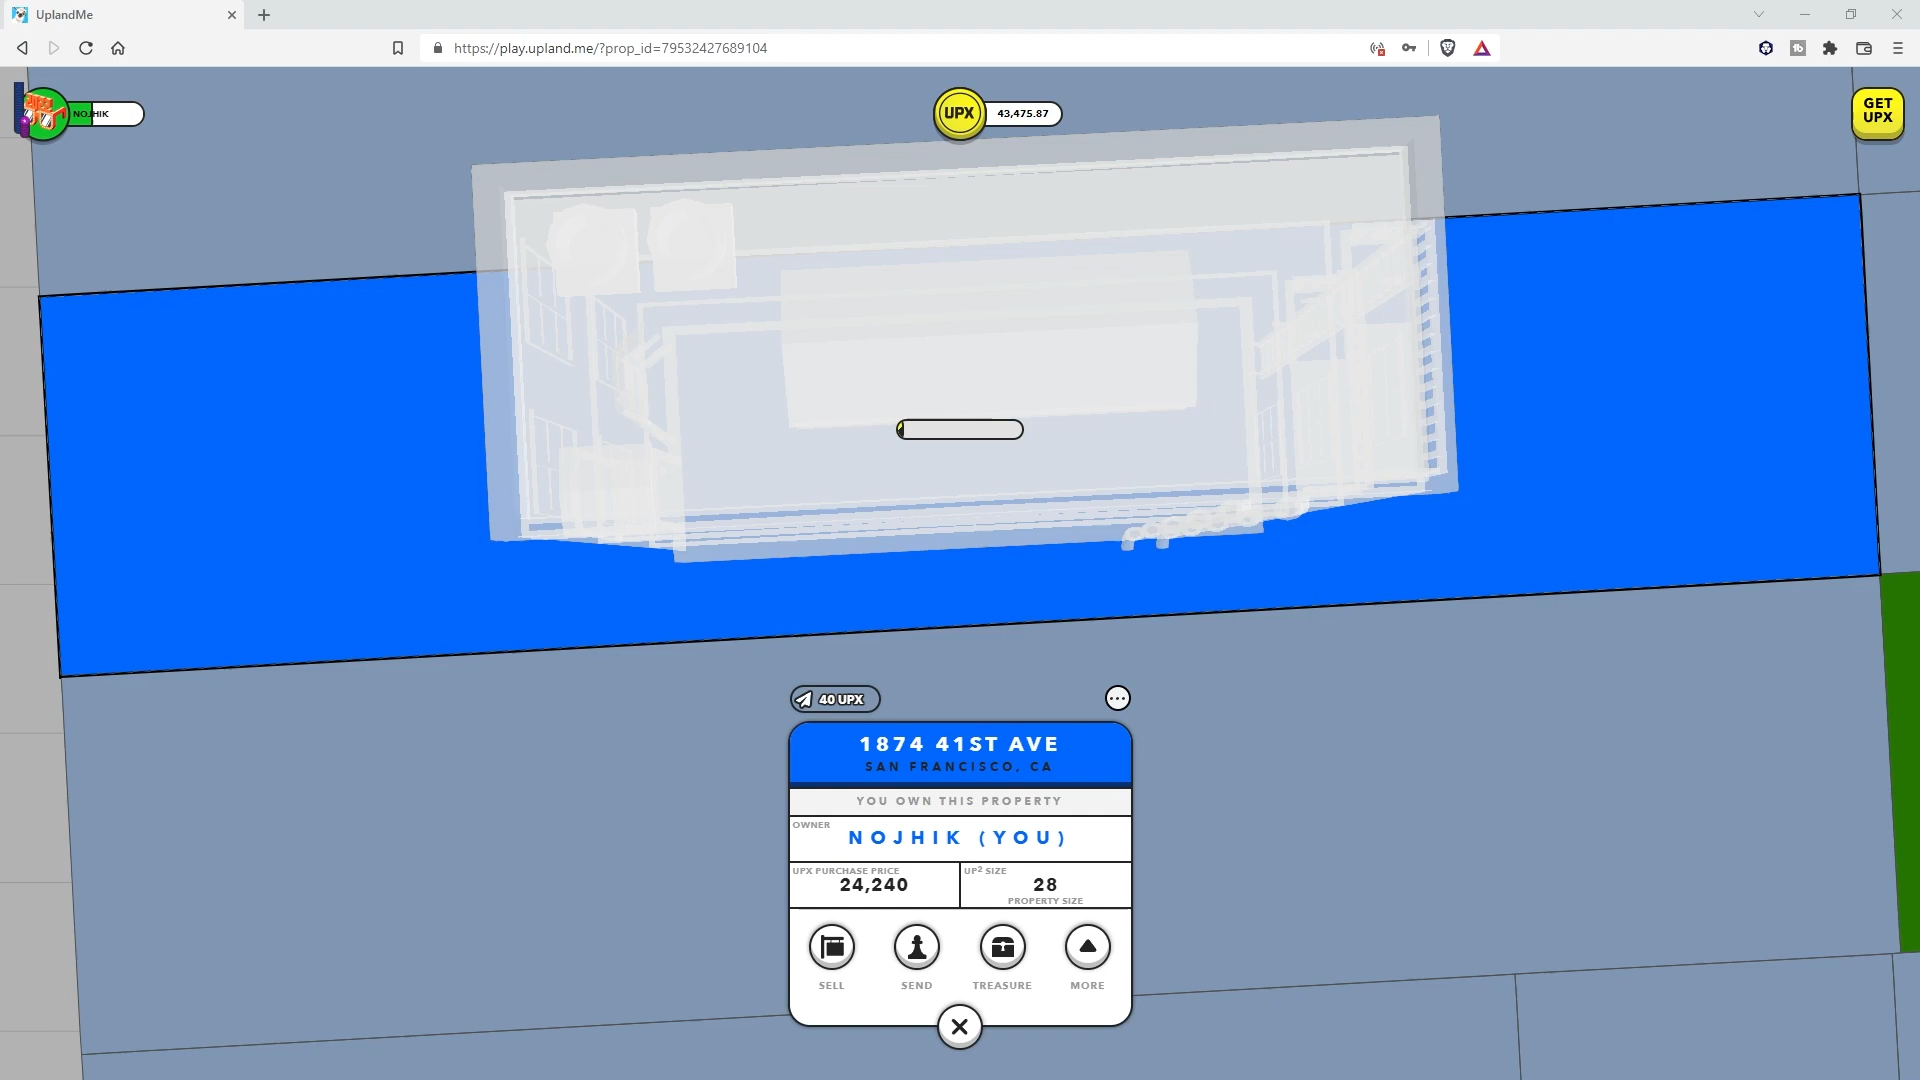 UplandMe
https://play.upland.me/?prop_id=79532427689104
NOJHIK
UPX
43,475.87
GET
UPX
40 UPX
1874 41ST AVE
SAN FRANCISCO, CA
YOU OWN THIS PROPERTY
OWNER
NOJHIK (YOU)
UPX PURCHASE PRICE
24,240
UP² SIZE
28
PROPERTY SIZE
SELL
SEND
TREASURE
MORE